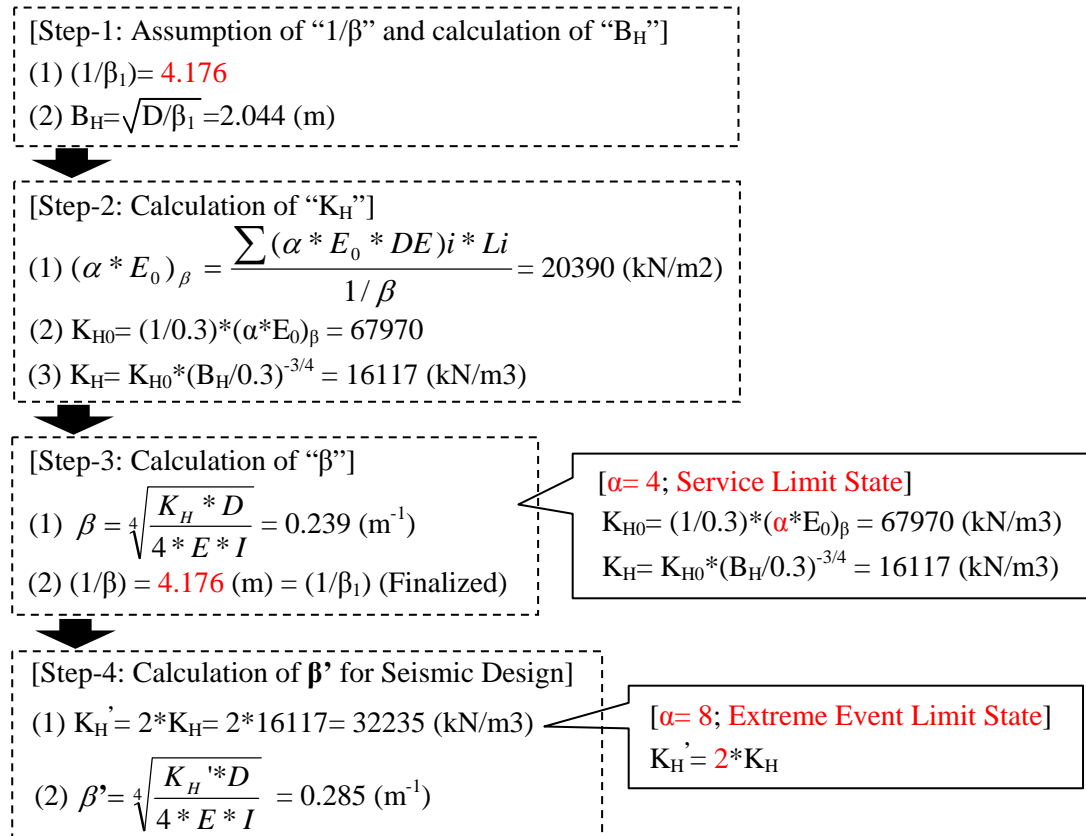 [Step-1: Assumption of “1/β” and calculation of “B_H”]
(1) (1/β₁)= 4.176
(2) B_H=√(D/β₁) =2.044 (m)
[Step-2: Calculation of “K_H”]
(1) (α * E₀)_β = ∑(α * E₀ * DE)i * Li / (1/β) = 20390 (kN/m2)
(2) K_H0= (1/0.3)*(α*E₀)_β = 67970
(3) K_H= K_H0*(B_H/0.3)^-3/4 = 16117 (kN/m3)
[Step-3: Calculation of “β”]
(1) β = ∜(K_H * D / 4 * E * I) = 0.239 (m⁻¹)
(2) (1/β) = 4.176 (m) = (1/β₁) (Finalized)
[α= 4; Service Limit State]
K_H0= (1/0.3)*(α*E₀)_β = 67970 (kN/m3)
K_H= K_H0*(B_H/0.3)^-3/4 = 16117 (kN/m3)
[Step-4: Calculation of β’ for Seismic Design]
(1) K_H’= 2*K_H= 2*16117= 32235 (kN/m3)
(2) β’= ∜(K_H'*D / 4 * E * I) = 0.285 (m⁻¹)
[α= 8; Extreme Event Limit State]
K_H’= 2*K_H